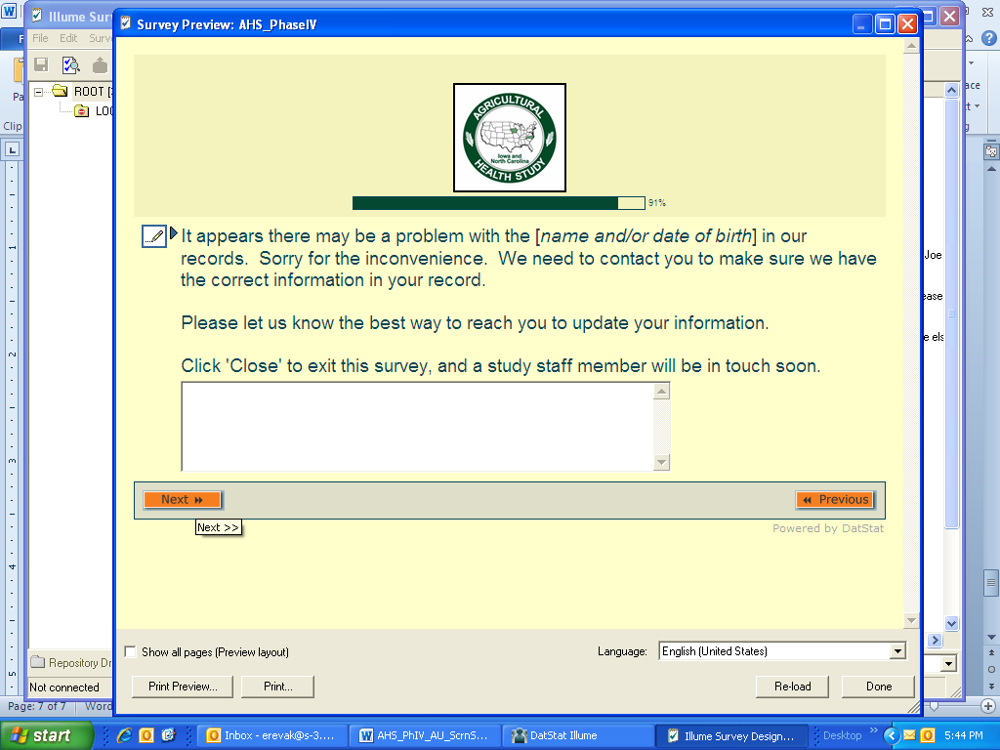 Illume Sur
Survey Preview: AHS_PhaseIV
File Edit Surv
Pa
Clip
ROOT [
LOC
AGRICULTURAL
Iowa and
North Carolina
HEALTH STUDY
91%
It appears there may be a problem with the [name and/or date of birth] in our
records.  Sorry for the inconvenience.  We need to contact you to make sure we have
the correct information in your record.
Please let us know the best way to reach you to update your information.
Click 'Close' to exit this survey, and a study staff member will be in touch soon.
Joe
ease
e els
Next
Previous
Next >>
Powered by DatStat
Show all pages (Preview layout)
Language: English (United States)
Print Preview... Print... Re-load Done
Repository Dr
Not connected
Page: 7 of 7 Word
start
Inbox - erevak@s-3....
AHS_PhIV_AU_ScrnS...
DatStat Illume
Illume Survey Design...
Desktop
5:44 PM